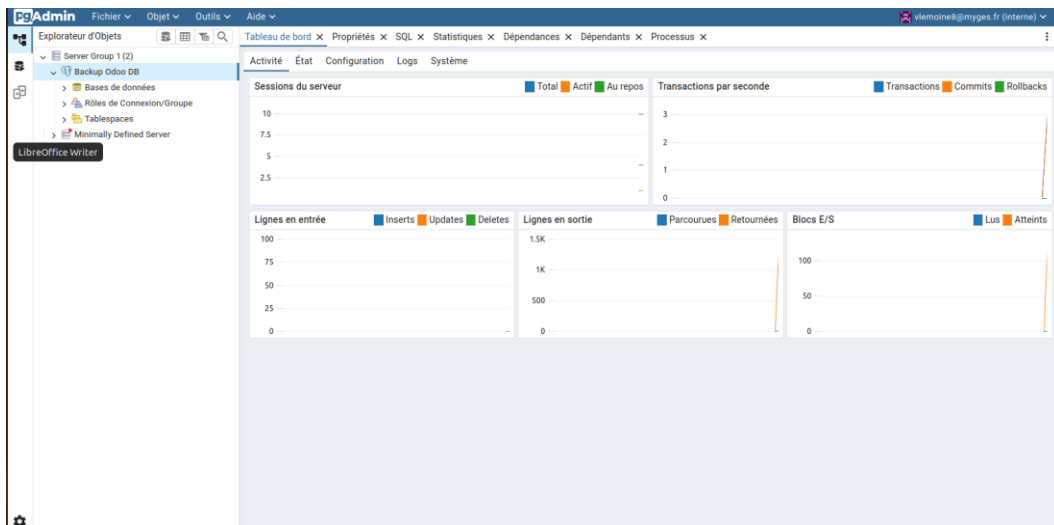 pgAdmin Fichier Objet Outils Aide vlemoine8@myges.fr (interne)
Explorateur d'Objets
Tableau de bord Propriétés SQL Statistiques Dépendances Dépendants Processus
Server Group 1 (2)
Backup Odoo DB
Bases de données
Rôles de Connexion/Groupe
Tablespaces
Minimally Defined Server
LibreOffice Writer
Activité État Configuration Logs Système
Sessions du serveur Total Actif Au repos
10
7.5
5
2.5
Transactions par seconde Transactions Commits Rollbacks
3
2
1
0
Lignes en entrée Inserts Updates Deletes
100
75
50
25
0
Lignes en sortie Parcourues Retournées
1.5K
1K
500
0
Blocs E/S Lus Atteints
100
50
0